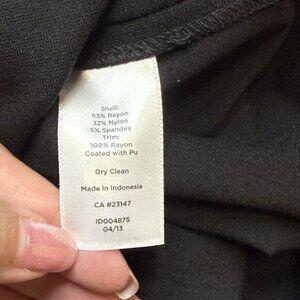 Shell:
63% Rayon
32% Nylon
5% Spandex
Trim:
100% Rayon
Coated with Pu
Dry Clean
Made in Indonesia
CA #23147
ID004875
04/13